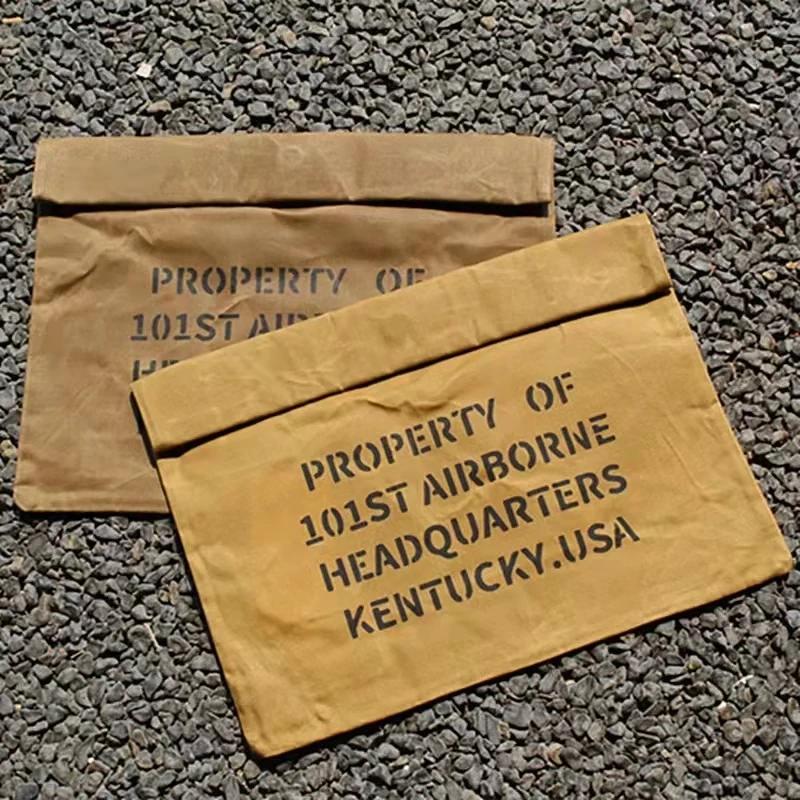 PROPERTY OF
101ST
PROPERTY OF
101ST AIRBORNE
HEADQUARTERS
KENTUCKY.USA